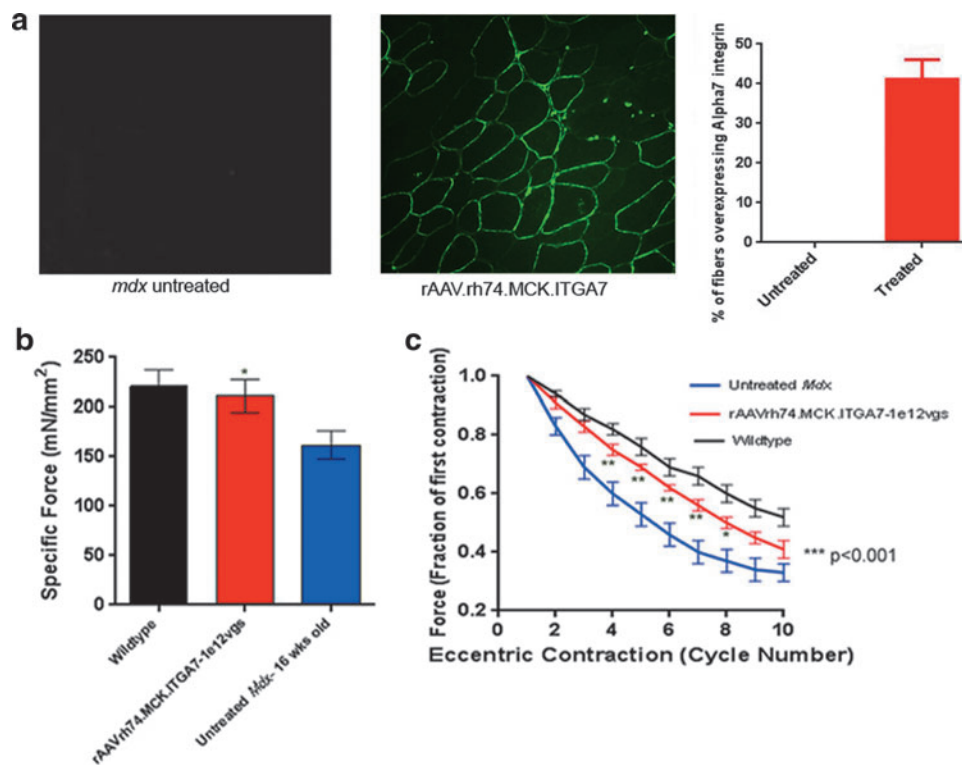 a
mdx untreated
rAAV.rh74.MCK.ITGA7
% of fibers overexpressing Alpha7 integrin
50
40
30
20
10
0
Untreated
Treated
b
Specific Force (mN/mm²)
250
200
150
100
50
0
*
Wildtype
rAAVrh74.MCK.ITGA7-1e12vgs
Untreated Mdx- 16 wks old
c
Force (Fraction of first contraction)
1.0
0.8
0.6
0.4
0.2
Untreated Mdx
rAAVrh74.MCK.ITGA7-1e12vgs
Wildtype
**
**
**
**
*
*** p<0.001
0 2 4 6 8 10
Eccentric Contraction (Cycle Number)